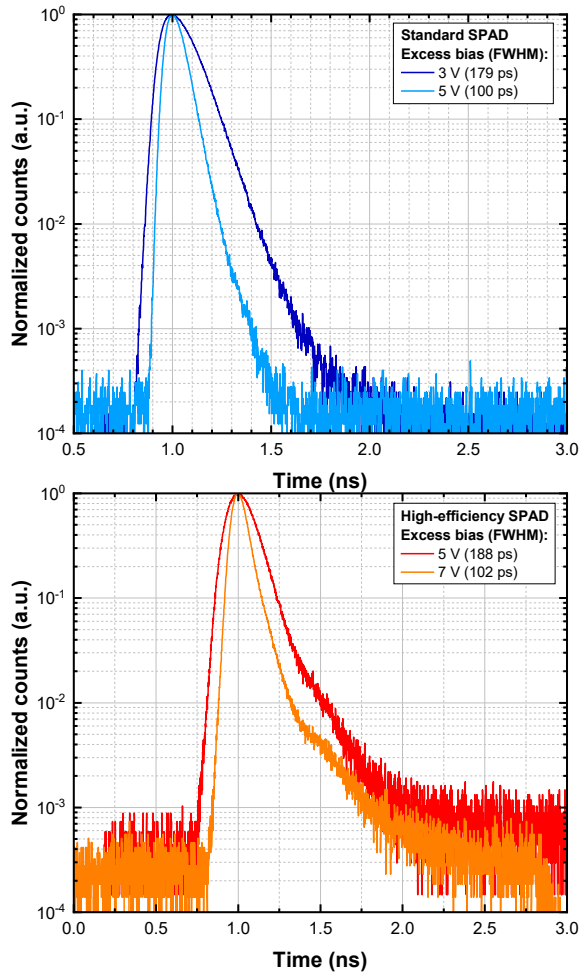 Normalized counts (a.u.)
10^0
10^-1
10^-2
10^-3
10^-4
Standard SPAD
Excess bias (FWHM):
3 V (179 ps)
5 V (100 ps)
0.5 1.0 1.5 2.0 2.5 3.0
Time (ns)
Normalized counts (a.u.)
10^0
10^-1
10^-2
10^-3
10^-4
High-efficiency SPAD
Excess bias (FWHM):
5 V (188 ps)
7 V (102 ps)
0.0 0.5 1.0 1.5 2.0 2.5 3.0
Time (ns)